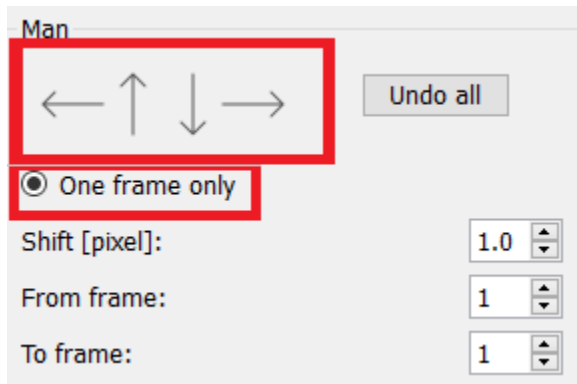 Man
Undo all
One frame only
Shift [pixel]: 1.0
From frame: 1
To frame: 1